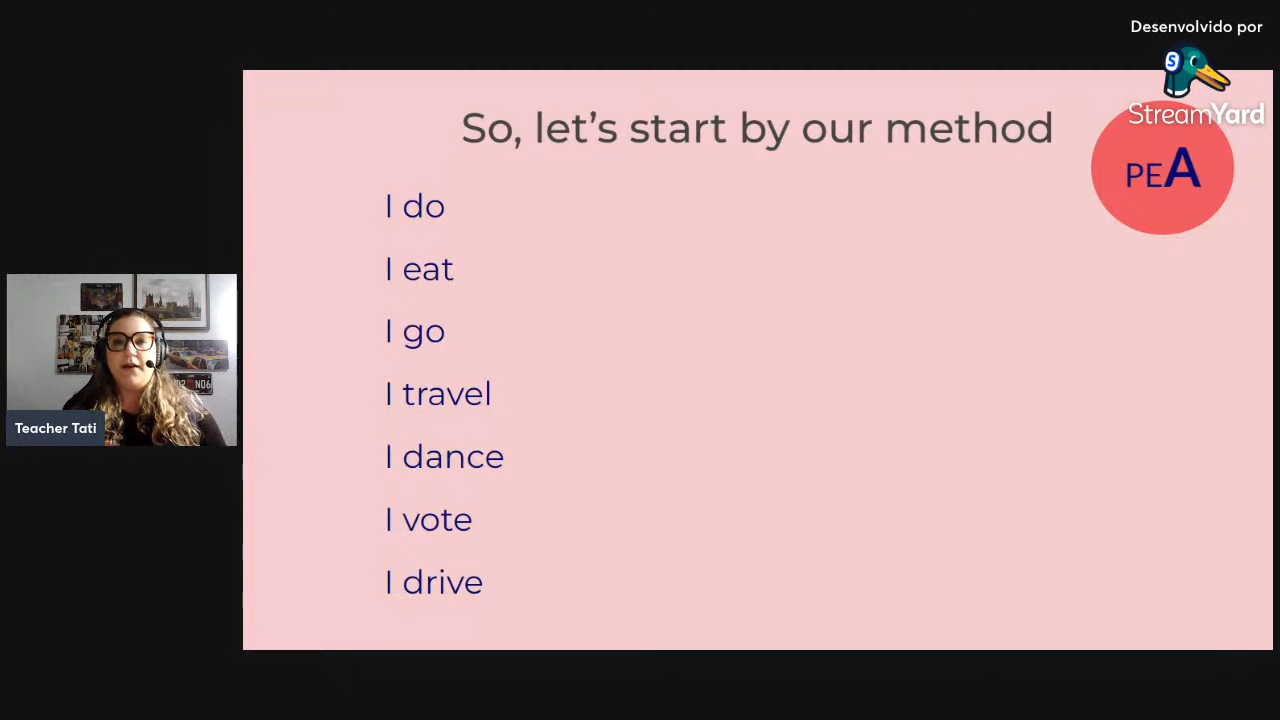 Desenvolvido por
StreamYard
So, let's start by our method
PEA
I do
I eat
I go
I travel
I dance
I vote
I drive
Teacher Tati